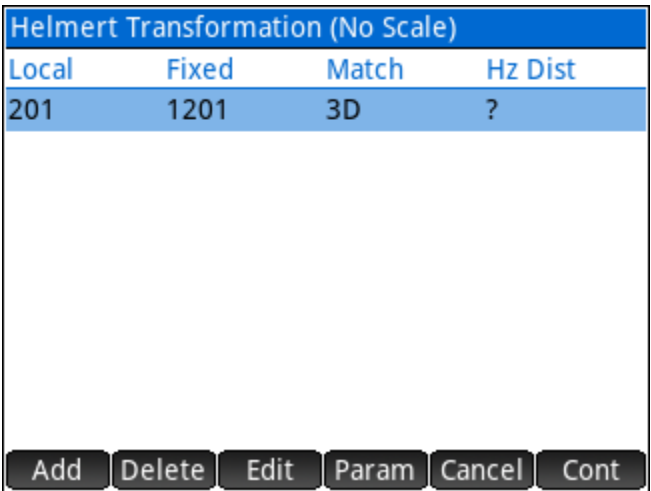 Helmert Transformation (No Scale)
Local Fixed Match Hz Dist
201 1201 3D ?
Add Delete Edit Param Cancel Cont